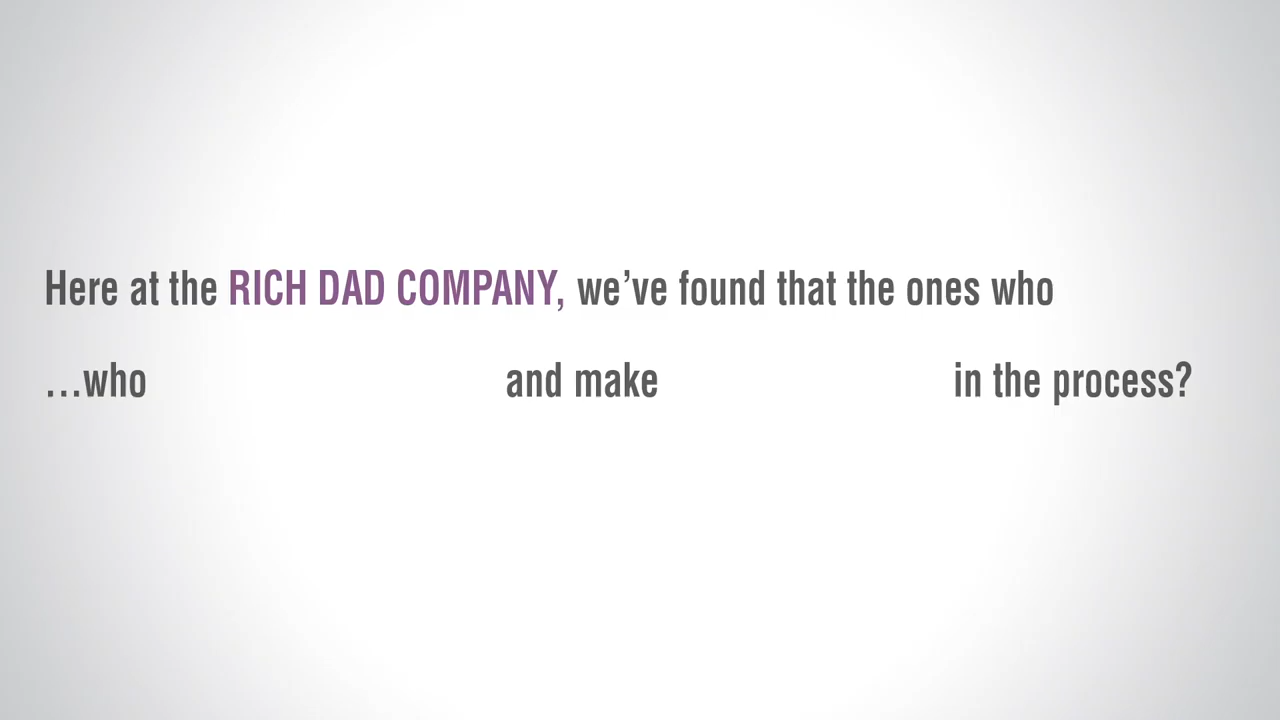 Here at the RICH DAD COMPANY, we’ve found that the ones who
…who and make in the process?